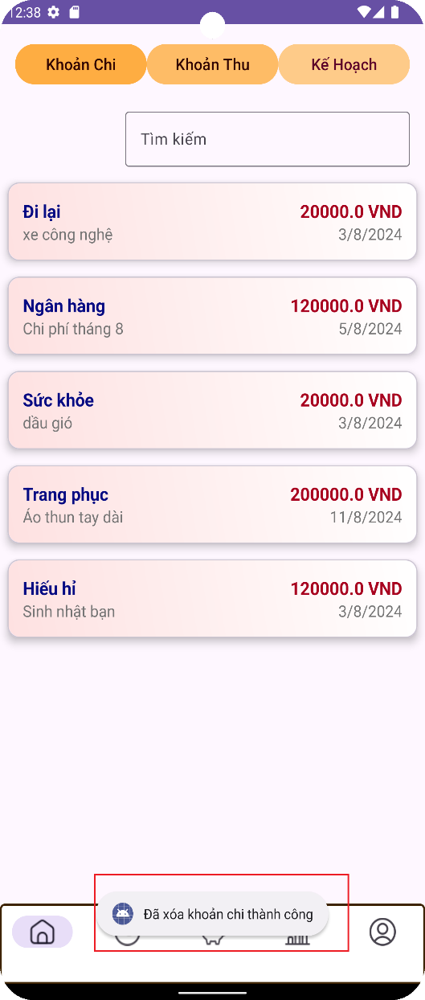 12:38
Khoản Chi
Khoản Thu
Kế Hoạch
Tìm kiếm
Đi lại
20000.0 VND
xe công nghệ
3/8/2024
Ngân hàng
120000.0 VND
Chi phí tháng 8
5/8/2024
Sức khỏe
20000.0 VND
dầu gió
3/8/2024
Trang phục
200000.0 VND
Áo thun tay dài
11/8/2024
Hiếu hỉ
120000.0 VND
Sinh nhật bạn
3/8/2024
Đã xóa khoản chi thành công